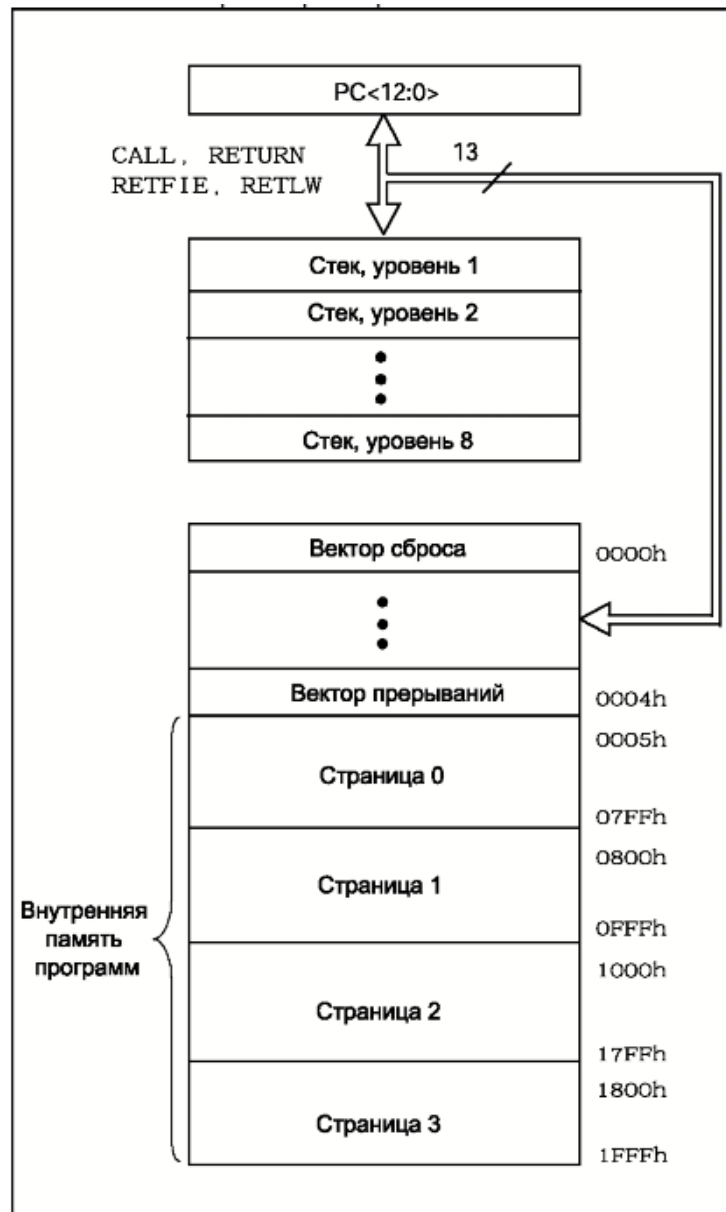 PC<12:0>
CALL, RETURN
RETFIE, RETLW
13
Стек, уровень 1
Стек, уровень 2
Стек, уровень 8
Вектор сброса
0000h
Вектор прерываний
0004h
0005h
Страница 0
07FFh
0800h
Страница 1
0FFFh
Внутренняя
память
программ
1000h
Страница 2
17FFh
1800h
Страница 3
1FFFh